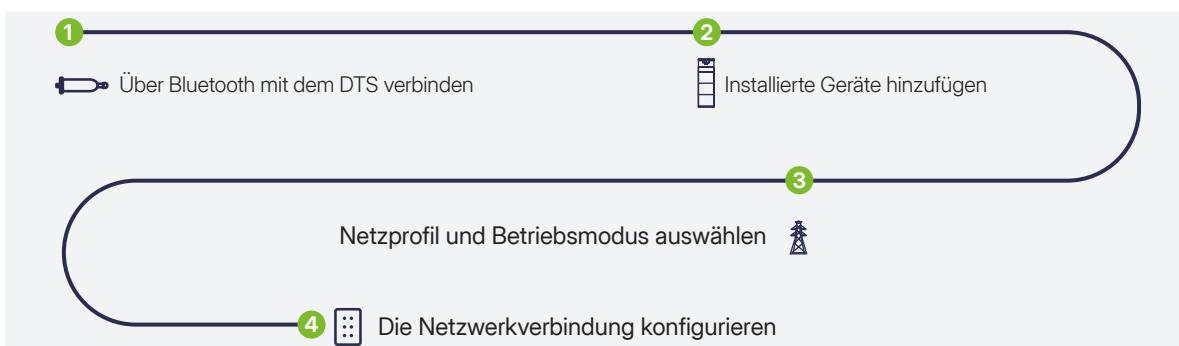 1
Über Bluetooth mit dem DTS verbinden
2
Installierte Geräte hinzufügen
3
Netzprofil und Betriebsmodus auswählen
4
Die Netzwerkverbindung konfigurieren